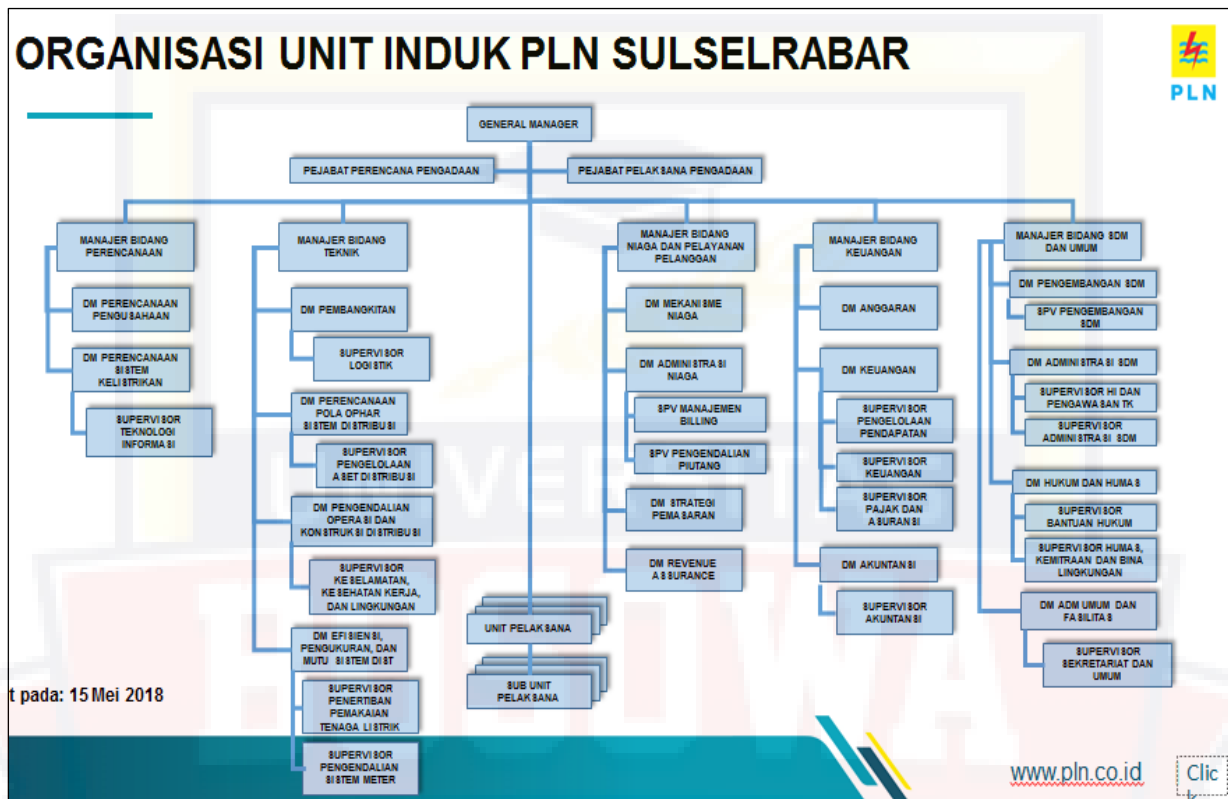 ORGANISASI UNIT INDUK PLN SULSELRABAR
PLN
GENERAL MANAGER
PEJABAT PERENCANA PENGADAAN
PEJABAT PELAKSANA PENGADAAN
MANAJER BIDANG
PERENCANAAN
DM PERENCANAAN
PENGUSAHAAN
DM PERENCANAAN
SISTEM
KELISTRIKAN
SUPERVISOR
TEKNOLOGI
INFORMASI
MANAJER BIDANG
TEKNIK
DM PEMBANGKITAN
SUPERVISOR
LOGISTIK
DM PERENCANAAN
POLA OPHAR
SISTEM DISTRIBUSI
SUPERVISOR
PENGELOLAAN
ASET DISTRIBUSI
DM PENGENDALIAN
OPERASI DAN
KONSTRUKSI DISTRIBUSI
SUPERVISOR
KESELAMATAN,
KESEHATAN KERJA,
DAN LINGKUNGAN
DM EFISIENSI,
PENGUKURAN, DAN
MUTU SISTEM DIST
SUPERVISOR
PENERTIBAN
PEMAKAIAN
TENAGA LISTRIK
SUPERVISOR
PENGENDALIAN
SISTEM METER
UNIT PELAKSANA
SUB UNIT
PELAKSANA
MANAJER BIDANG
NIAGA DAN PELAYANAN
PELANGGAN
DM MEKANISME
NIAGA
DM ADMINISTRASI
NIAGA
SPV MANAJEMEN
BILLING
SPV PENGENDALIAN
PIUTANG
DM STRATEGI
PEMASARAN
DM REVENUE
ASSURANCE
MANAJER BIDANG
KEUANGAN
DM ANGGARAN
DM KEUANGAN
SUPERVISOR
PENGELOLAAN
PENDAPATAN
SUPERVISOR
KEUANGAN
SUPERVISOR
PAJAK DAN
ASURANSI
DM AKUNTANSI
SUPERVISOR
AKUNTANSI
MANAJER BIDANG SDM
DAN UMUM
DM PENGEMBANGAN SDM
SPV PENGEMBANGAN
SDM
DM ADMINISTRASI SDM
SUPERVISOR HI DAN
PENGAWASAN TK
SUPERVISOR
ADMINISTRASI SDM
DM HUKUM DAN HUMAS
SUPERVISOR
BANTUAN HUKUM
SUPERVISOR HUMAS,
KEMITRAAN DAN BINA
LINGKUNGAN
DM ADM UMUM DAN
FASILITAS
SUPERVISOR
SEKRETARIAT DAN
UMUM
t pada: 15 Mei 2018
UNIVERSITAS
BOSOWA
www.pln.co.id
Clic